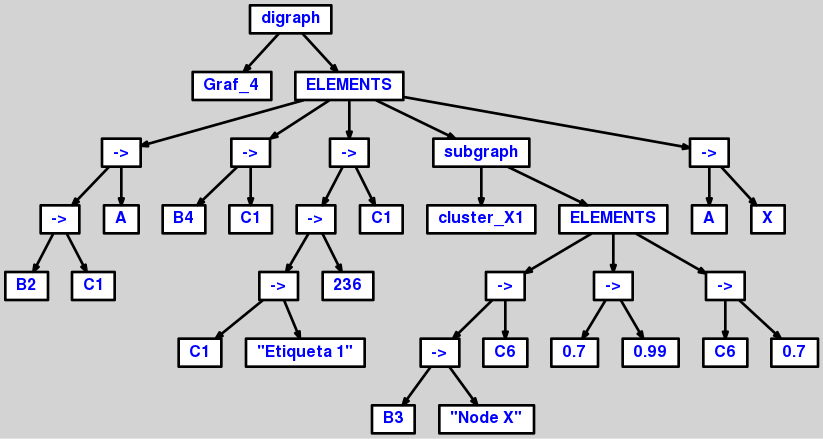 digraph
Graf_4 ELEMENTS
-> -> -> subgraph ->
-> A B4 C1 -> C1 cluster_X1 ELEMENTS A X
B2 C1 -> 236 -> -> ->
C1 "Etiqueta 1" -> C6 0.7 0.99 C6 0.7
B3 "Node X"